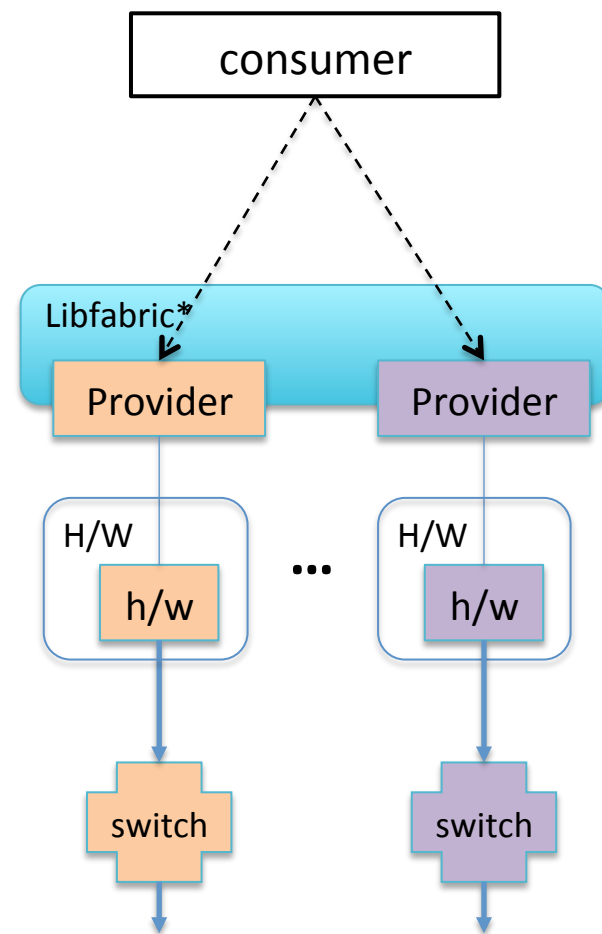 consumer
Libfabric*
Provider
Provider
H/W
H/W
...
h/w
h/w
switch
switch